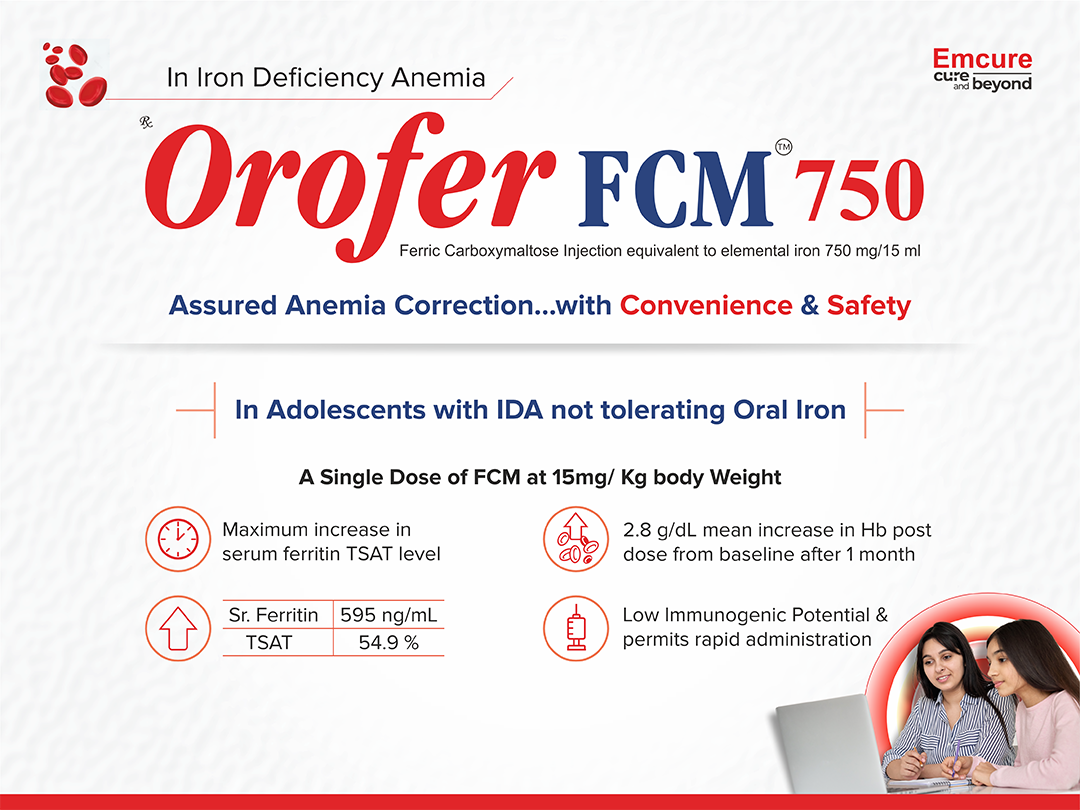 In Iron Deficiency Anemia
Emcure
cure
and beyond
Rx
Orofer FCM™ 750
Ferric Carboxymaltose Injection equivalent to elemental iron 750 mg/15 ml
Assured Anemia Correction...with Convenience & Safety
In Adolescents with IDA not tolerating Oral Iron
A Single Dose of FCM at 15mg/ Kg body Weight
Maximum increase in
serum ferritin TSAT level
2.8 g/dL mean increase in Hb post
dose from baseline after 1 month
Sr. Ferritin 595 ng/mL
TSAT 54.9 %
Low Immunogenic Potential &
permits rapid administration